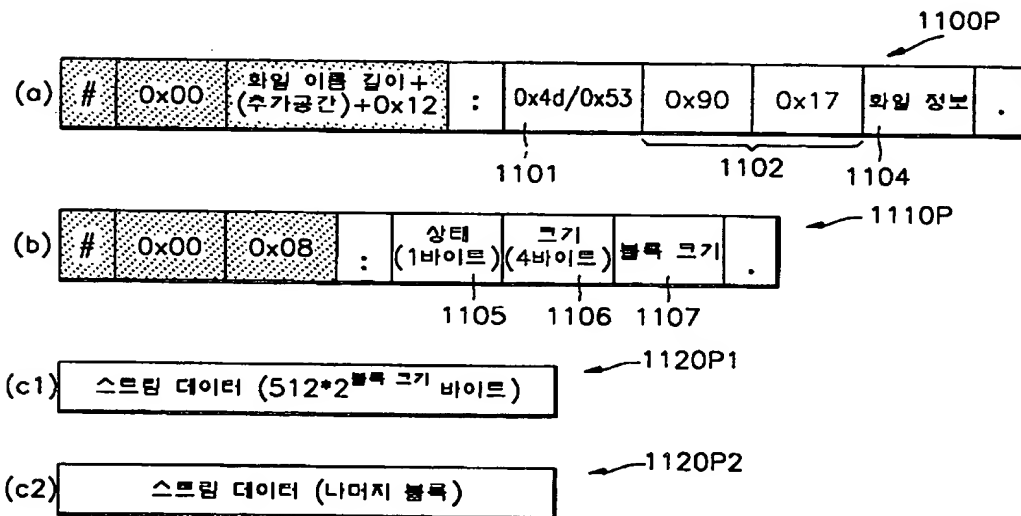 1100P
(a) # 0x00 화일 이름 길이+ (추가공간)+0x12 : 0x4d/0x53 0x90 0x17 화일 정보 .
1101 1102 1104
1110P
(b) # 0x00 0x08 : 상태 (1바이트) 크기 (4바이트) 블록 크기 .
1105 1106 1107
1120P1
(c1) 스트림 데이터 (512*2블록 크기 바이트)
1120P2
(c2) 스트림 데이터 (나머지 블록)